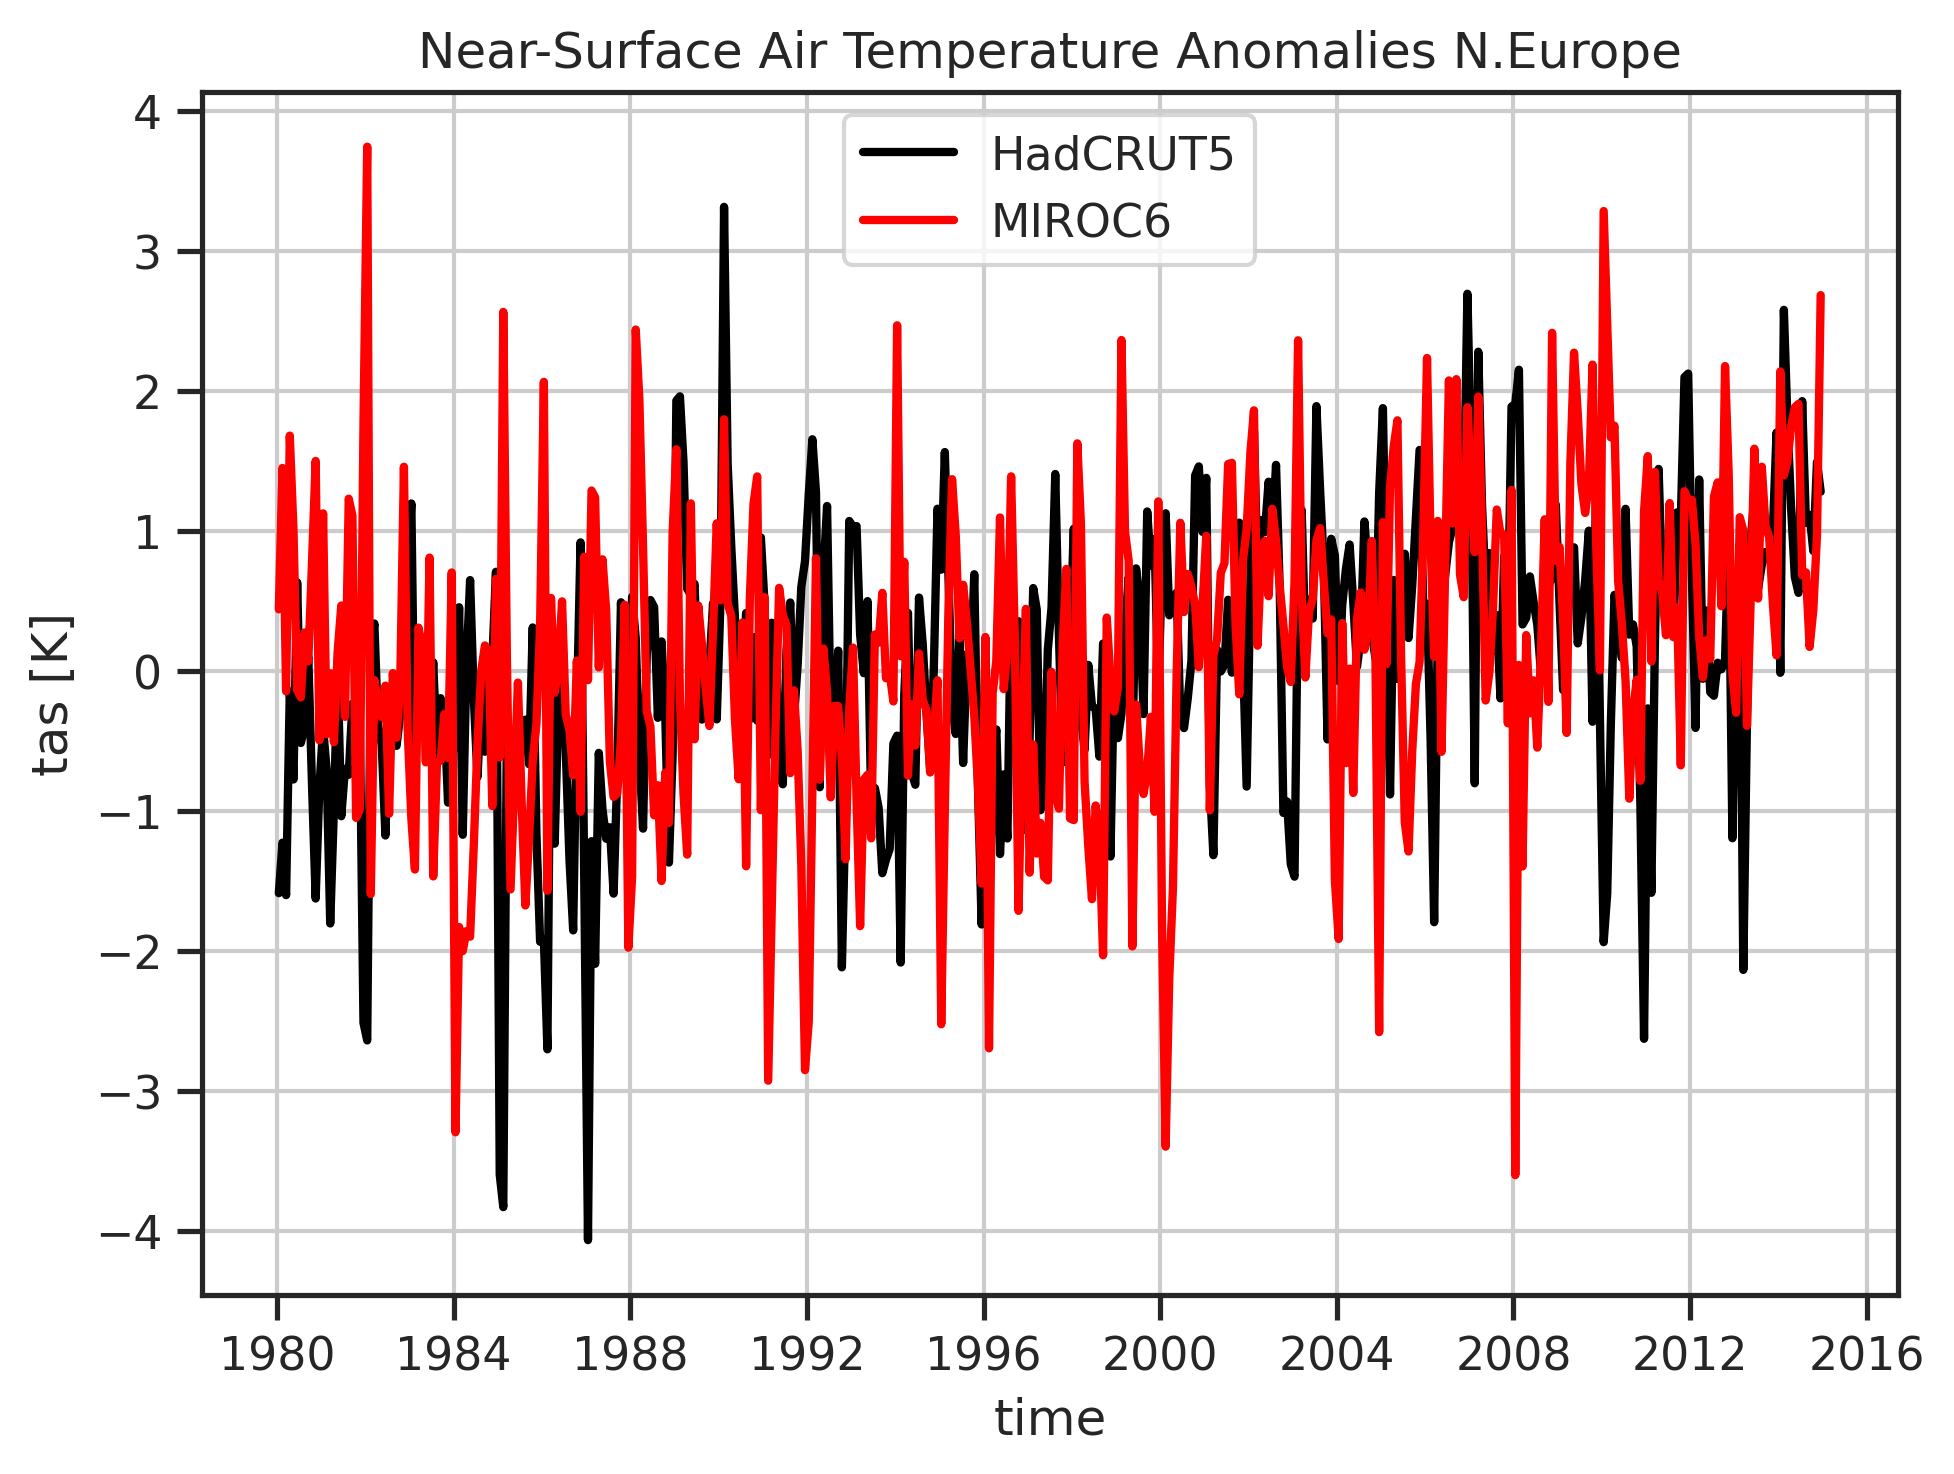 Near-Surface Air Temperature Anomalies N.Europe
HadCRUT5
MIROC6
4
3
2
1
0
−1
−2
−3
−4
tas [K]
1980 1984 1988 1992 1996 2000 2004 2008 2012 2016
time